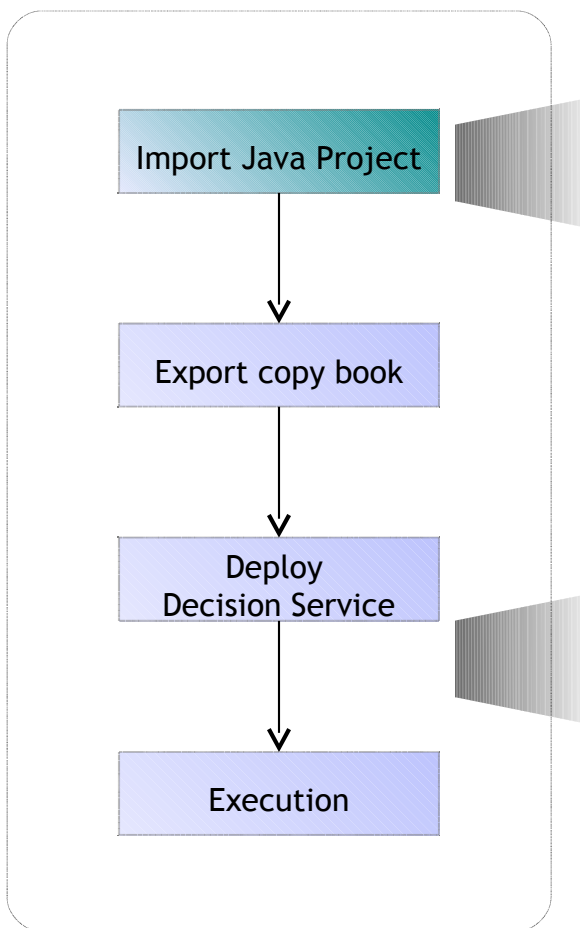 Import Java Project
Export copy book
Deploy
Decision Service
Execution